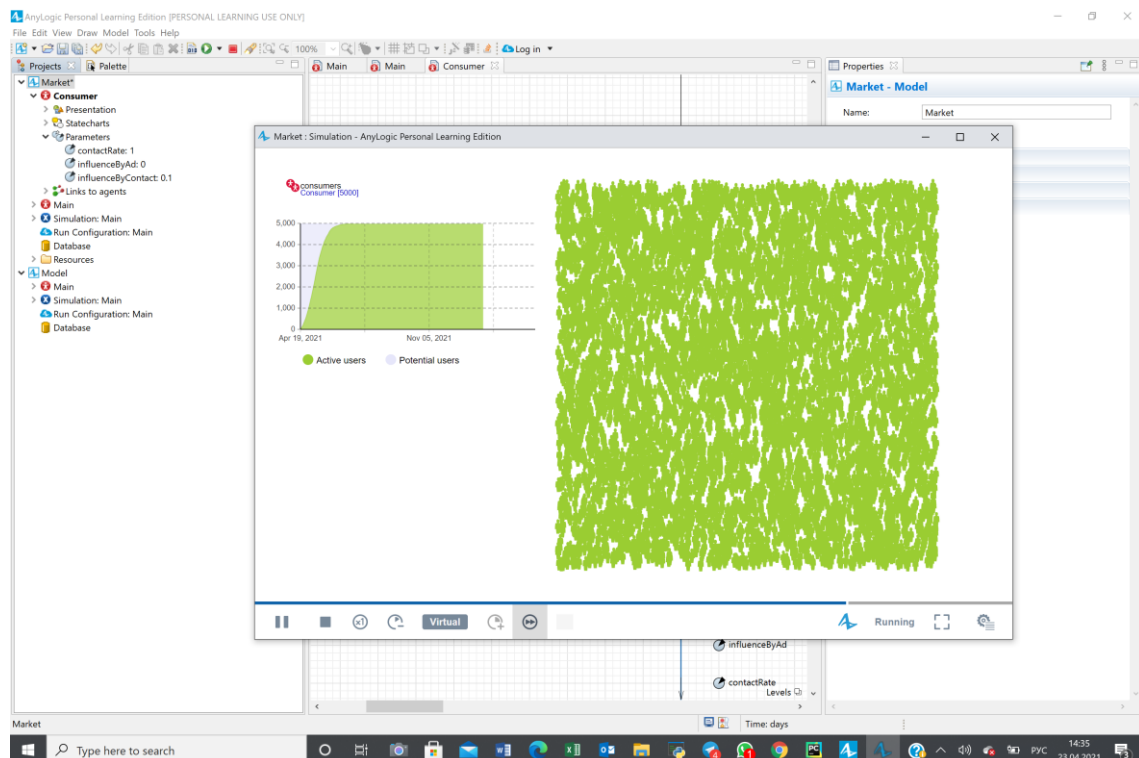 AnyLogic Personal Learning Edition [PERSONAL LEARNING USE ONLY]
File Edit View Draw Model Tools Help
100%
Log in
Projects
Palette
Main
Main
Consumer
Properties
Market*
Consumer
Presentation
Statecharts
Parameters
contactRate: 1
influenceByAd: 0
influenceByContact: 0.1
Links to agents
Main
Simulation: Main
Run Configuration: Main
Database
Resources
Model
Main
Simulation: Main
Run Configuration: Main
Database
Market - Model
Name:
Market
Market : Simulation - AnyLogic Personal Learning Edition
consumers
Consumer [5000]
5,000
4,000
3,000
2,000
1,000
0
Apr 19, 2021
Nov 05, 2021
Active users
Potential users
x1
Virtual
Running
influenceByAd
contactRate
Levels
Market
Time: days
Type here to search
РУС
14:35
23.04.2021